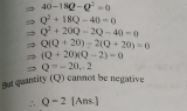 ⇒ 40–18Q–Q² = 0
⇒ Q² + 18Q – 40 = 0
⇒ Q² + 20Q – 2Q – 40 = 0
⇒ Q(Q + 20) – 2(Q + 20) = 0
⇒ (Q + 20)(Q – 2) = 0
⇒ Q = – 20, 2
But quantity (Q) cannot be negative
∴ Q = 2 [Ans.]